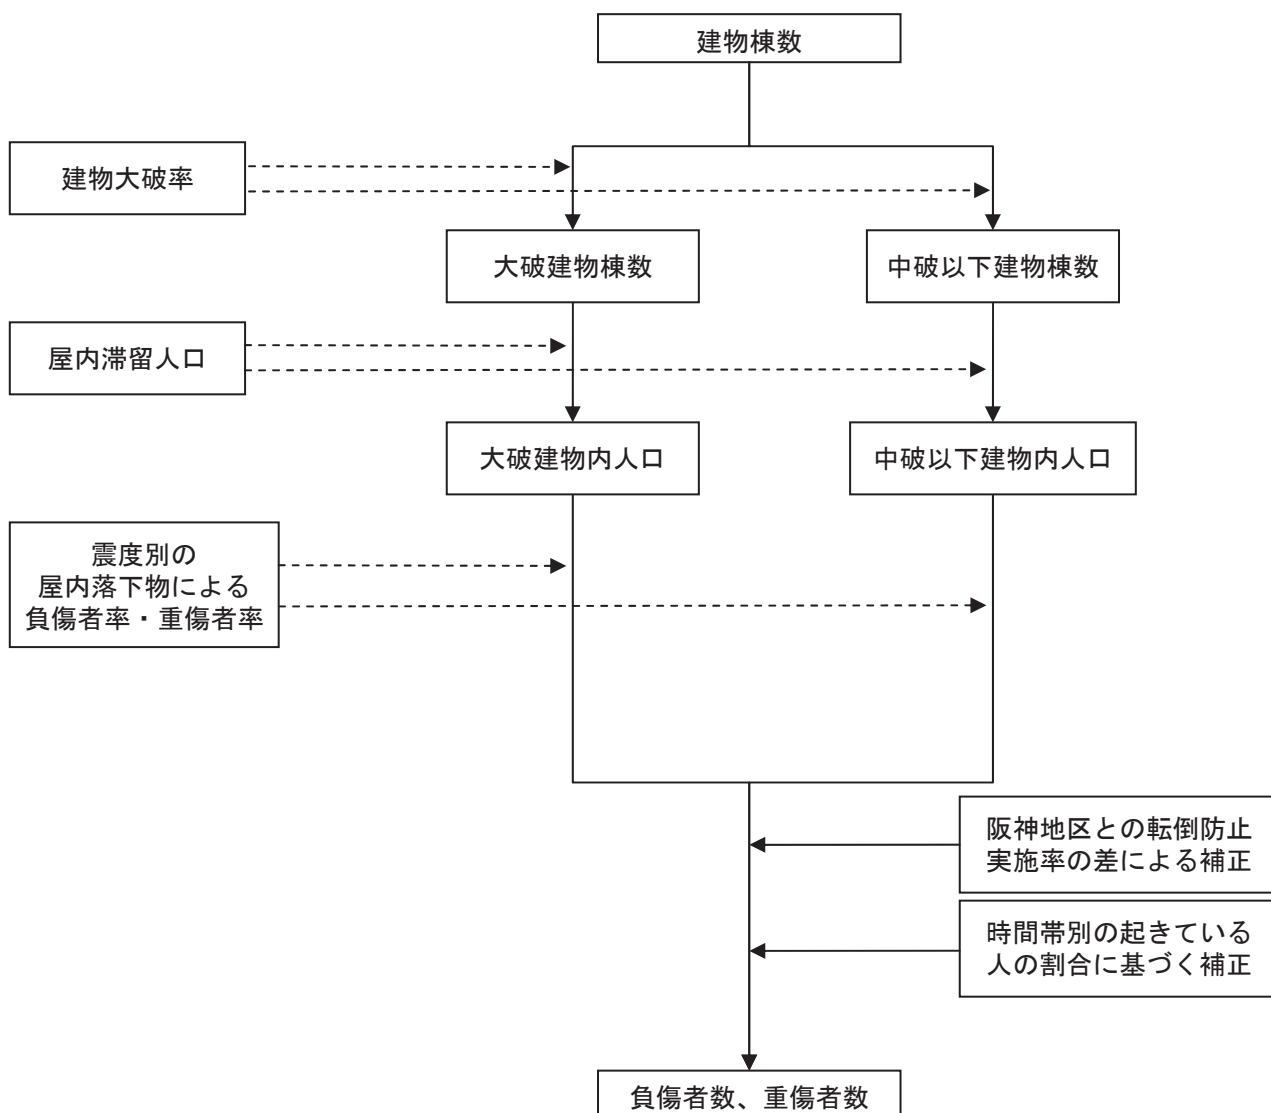 建物棟数
建物大破率
大破建物棟数
中破以下建物棟数
屋内滞留人口
大破建物内人口
中破以下建物内人口
震度別の
屋内落下物による
負傷者率・重傷者率
阪神地区との転倒防止
実施率の差による補正
時間帯別の起きている
人の割合に基づく補正
負傷者数、重傷者数